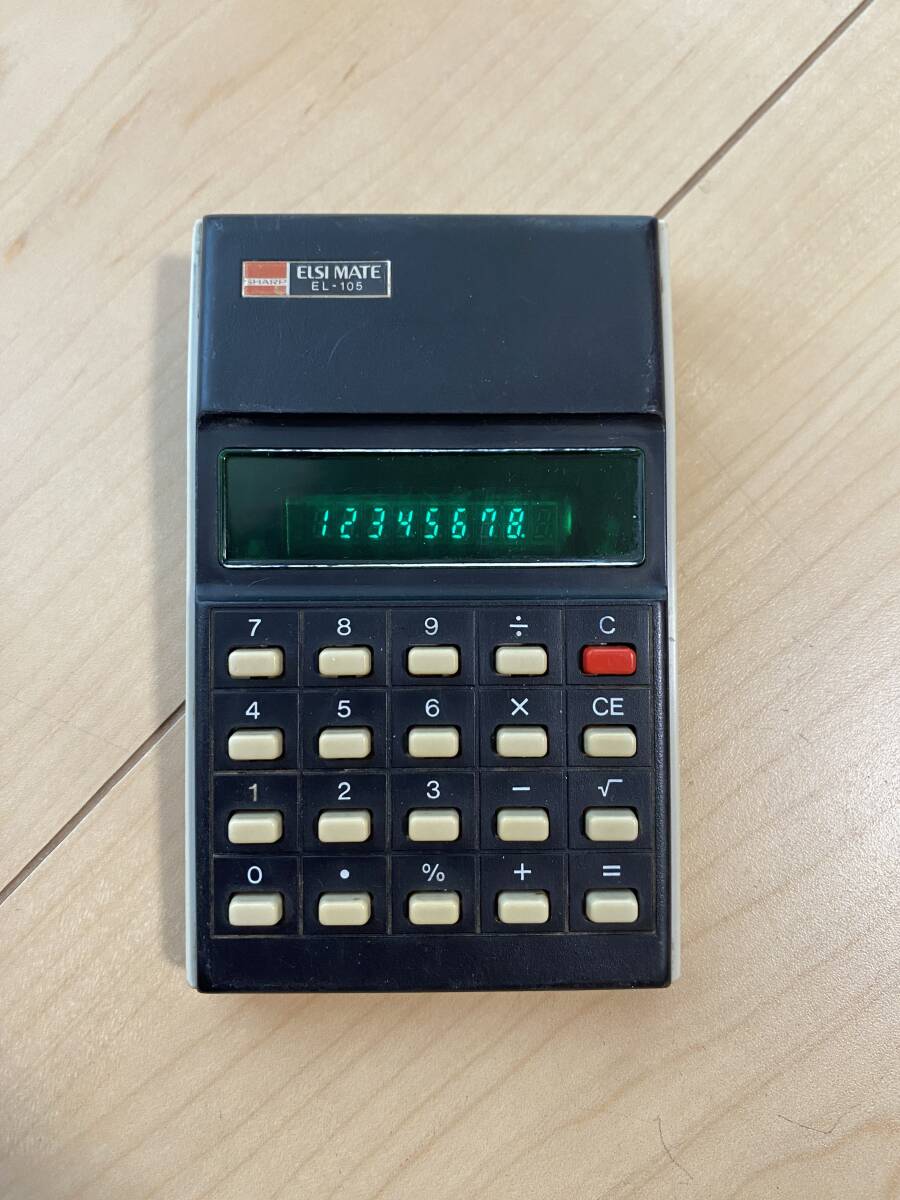 SHARP
ELSI MATE
EL-105
12345678.
7 8 9 ÷ C
4 5 6 × CE
1 2 3 − √
0 • % + =